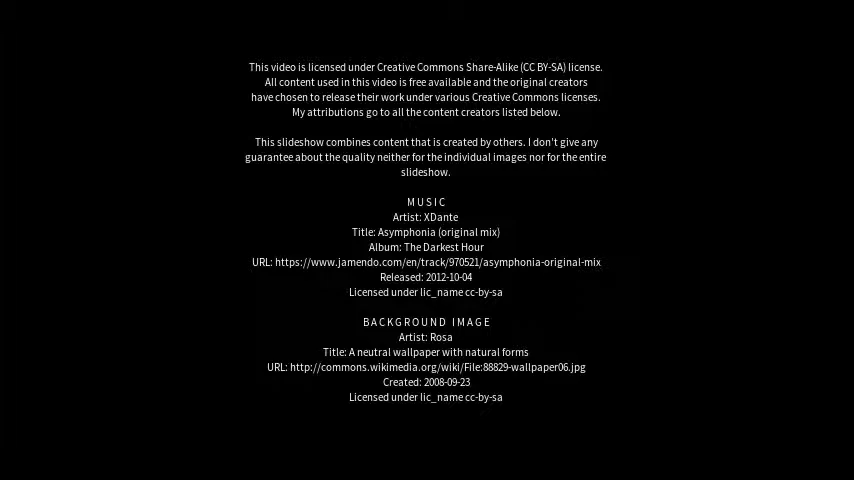 This video is licensed under Creative Commons Share-Alike (CC BY-SA) license.
All content used in this video is free available and the original creators
have chosen to release their work under various Creative Commons licenses.
My attributions go to all the content creators listed below.
This slideshow combines content that is created by others. I don't give any
guarantee about the quality neither for the individual images nor for the entire
slideshow.
MUSIC
Artist: XDante
Title: Asymphonia (original mix)
Album: The Darkest Hour
URL: https://www.jamendo.com/en/track/970521/asymphonia-original-mix
Released: 2012-10-04
Licensed under lic_name cc-by-sa
BACKGROUND IMAGE
Artist: Rosa
Title: A neutral wallpaper with natural forms
URL: http://commons.wikimedia.org/wiki/File:88829-wallpaper06.jpg
Created: 2008-09-23
Licensed under lic_name cc-by-sa